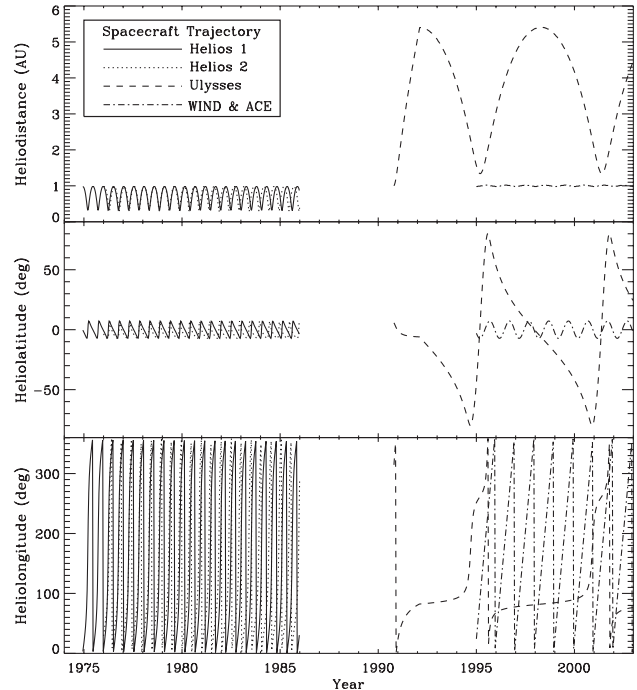 6
5
4
3
2
1
0
Heliodistance (AU)
Spacecraft Trajectory
Helios 1
Helios 2
Ulysses
WIND & ACE
50
0
−50
Heliolatitude (deg)
300
200
100
0
Heliolongitude (deg)
1975 1980 1985 1990 1995 2000
Year